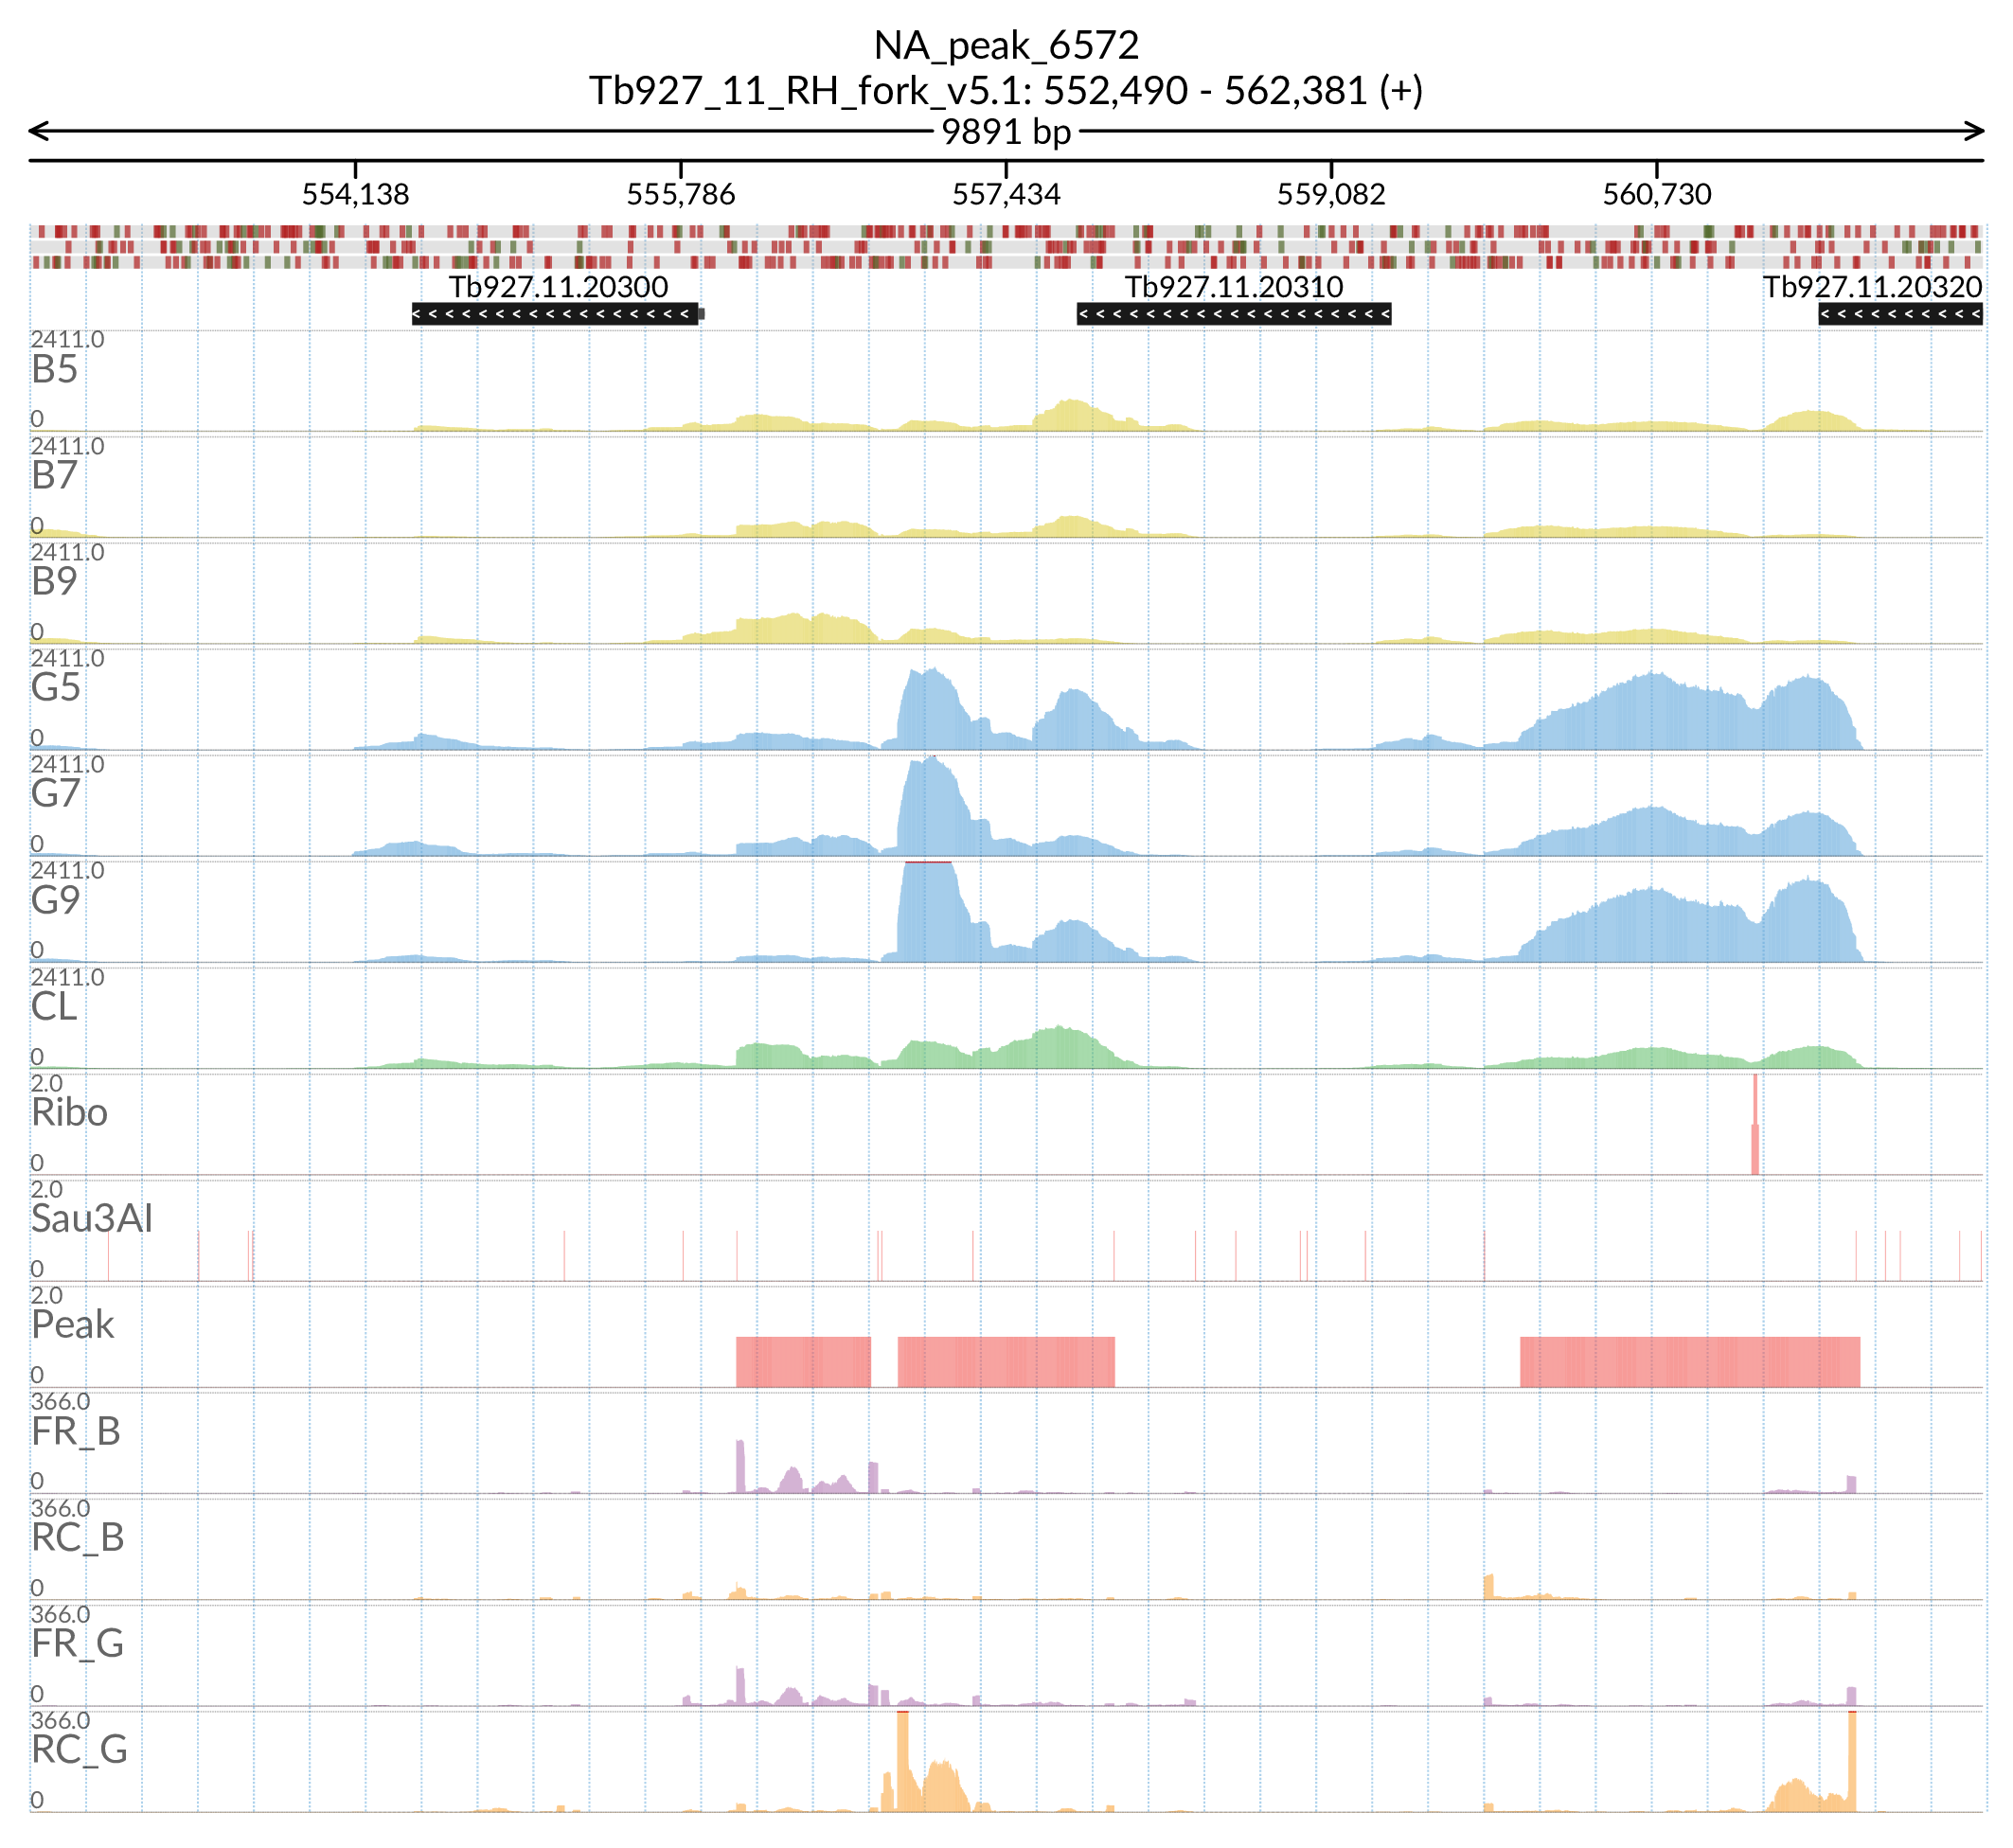 NA_peak_6572
Tb927_11_RH_fork_v5.1: 552,490 - 562,381 (+)
9891 bp
554,138 555,786 557,434 559,082 560,730
Tb927.11.20300 Tb927.11.20310 Tb927.11.20320
2411.0
B5
0
2411.0
B7
0
2411.0
B9
0
2411.0
G5
0
2411.0
G7
0
2411.0
G9
0
2411.0
CL
0
2.0
Ribo
0
2.0
Sau3AI
0
2.0
Peak
0
366.0
FR_B
0
366.0
RC_B
0
366.0
FR_G
0
366.0
RC_G
0